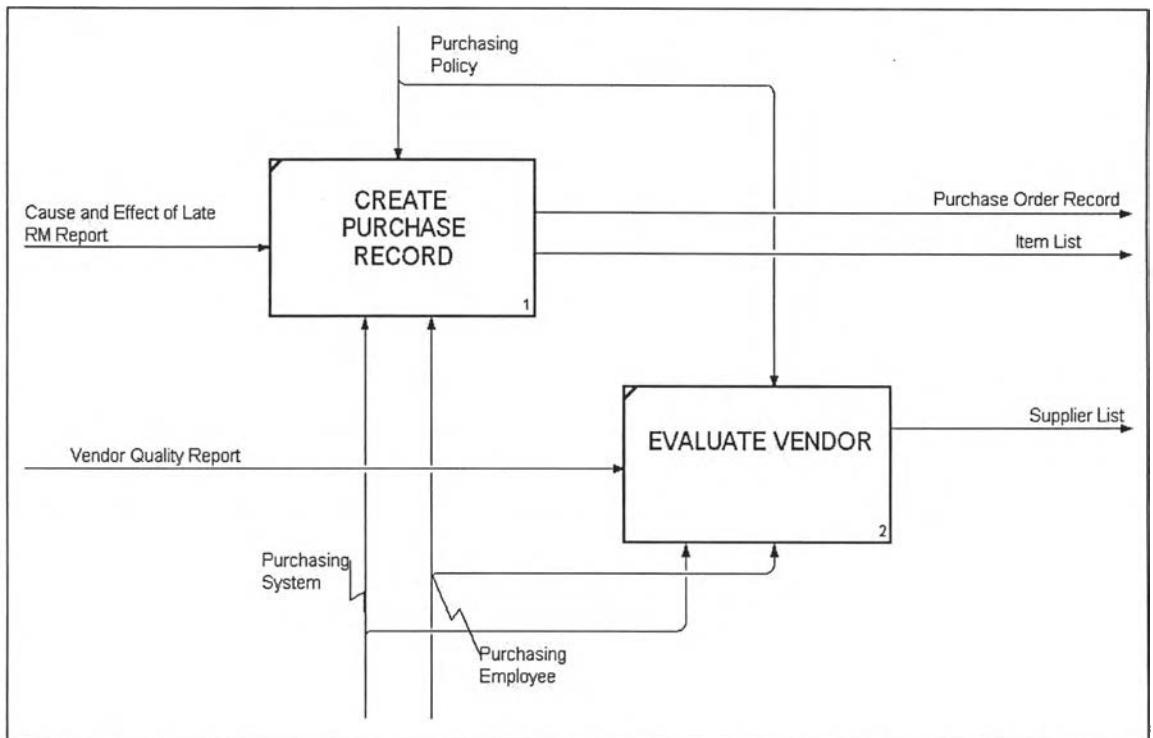 Purchasing
Policy
CREATE
PURCHASE
RECORD
1
Cause and Effect of Late
RM Report
Purchase Order Record
Item List
EVALUATE VENDOR
2
Supplier List
Vendor Quality Report
Purchasing
System
Purchasing
Employee